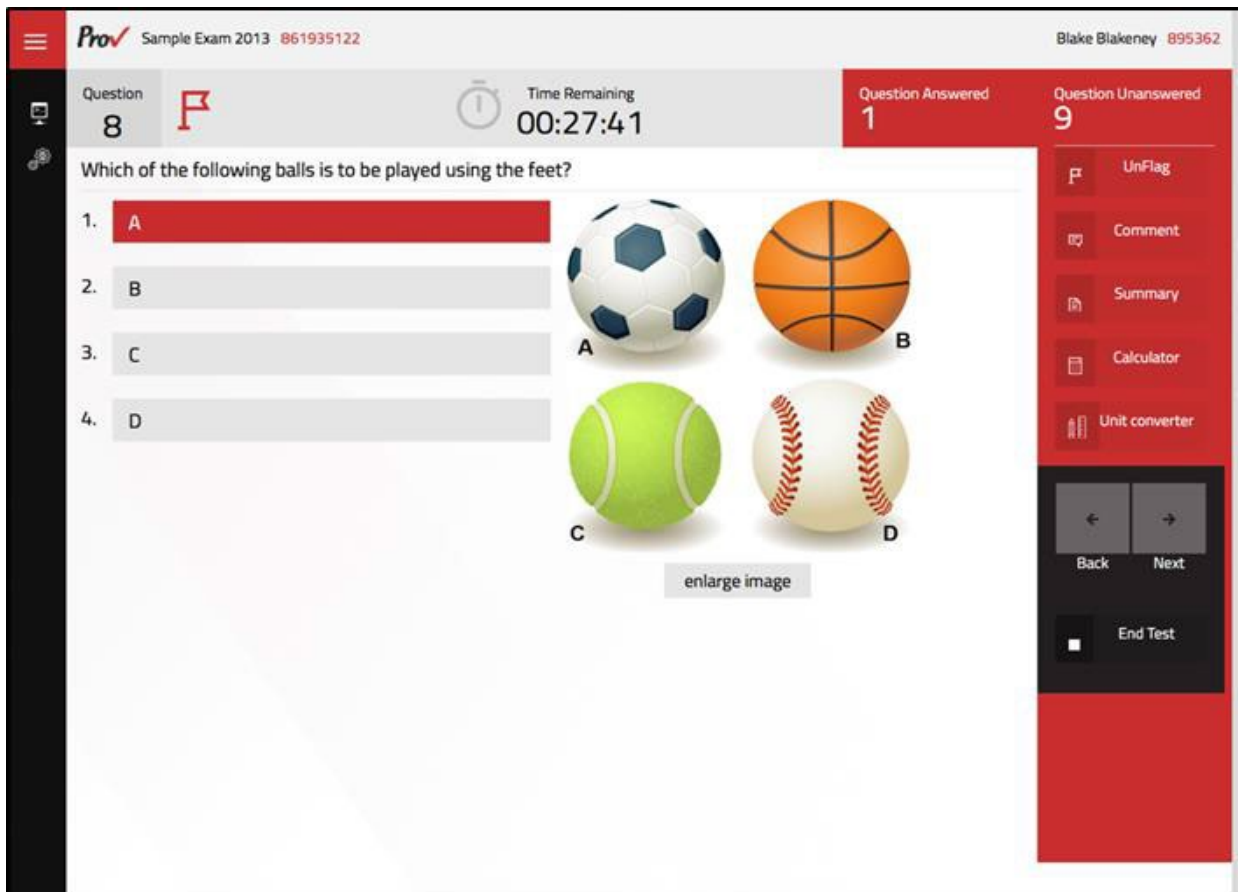 Prov Sample Exam 2013 861935122
Blake Blakeney 895362
Question
8
Time Remaining
00:27:41
Question Answered
1
Question Unanswered
9
Which of the following balls is to be played using the feet?
1. A
2. B
3. C
4. D
A
B
C
D
enlarge image
UnFlag
Comment
Summary
Calculator
Unit converter
Back
Next
End Test